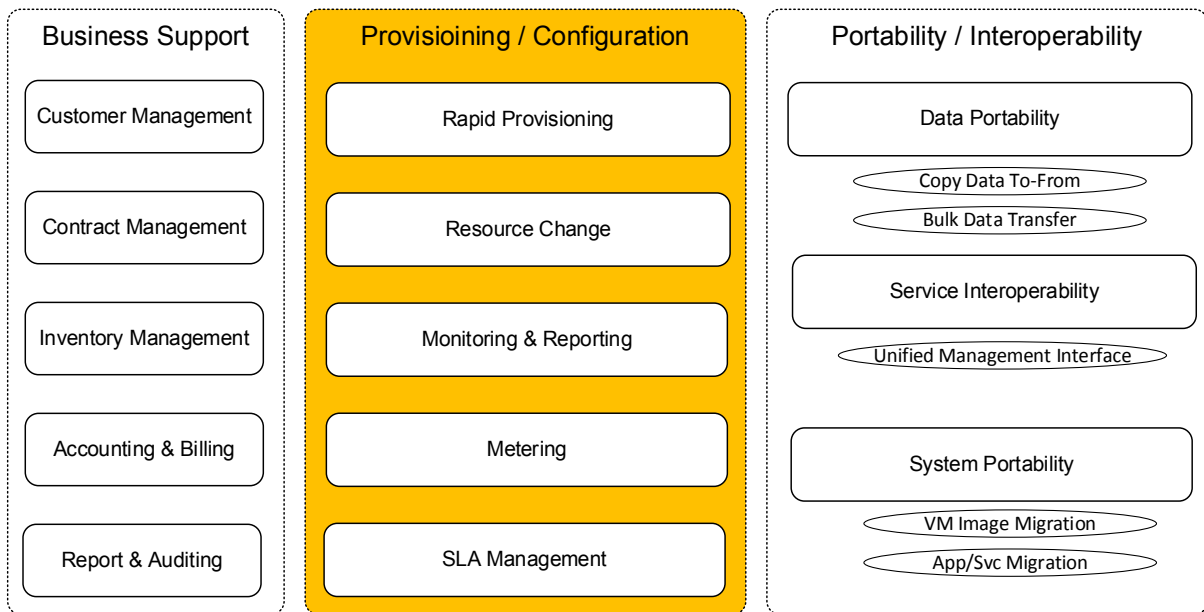 Business Support
Customer Management
Contract Management
Inventory Management
Accounting & Billing
Report & Auditing
Provisioining / Configuration
Rapid Provisioning
Resource Change
Monitoring & Reporting
Metering
SLA Management
Portability / Interoperability
Data Portability
Copy Data To-From
Bulk Data Transfer
Service Interoperability
Unified Management Interface
System Portability
VM Image Migration
App/Svc Migration